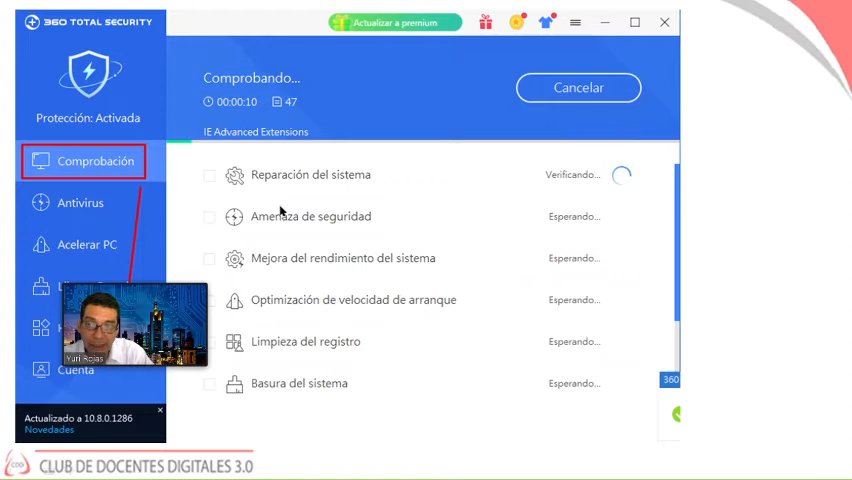 360 TOTAL SECURITY
Actualizar a premium
Protección: Activada
Comprobando...
00:00:10 47
Cancelar
IE Advanced Extensions
Comprobación
Antivirus
Acelerar PC
Cuenta
Reparación del sistema Verificando...
Amenaza de seguridad Esperando...
Mejora del rendimiento del sistema Esperando...
Optimización de velocidad de arranque Esperando...
Limpieza del registro Esperando...
Basura del sistema Esperando...
Yuri Rojas
360
Actualizado a 10.8.0.1286
Novedades
CDD
CLUB DE DOCENTES DIGITALES 3.0